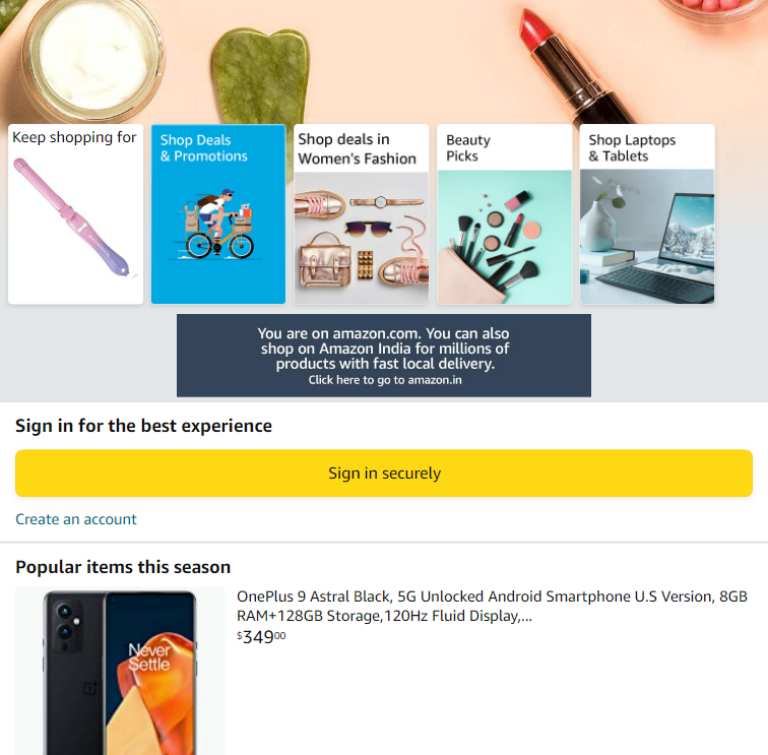 Keep shopping for
Shop Deals
& Promotions
Shop deals in
Women's Fashion
Beauty
Picks
Shop Laptops
& Tablets
You are on amazon.com. You can also
shop on Amazon India for millions of
products with fast local delivery.
Click here to go to amazon.in
Sign in for the best experience
Sign in securely
Create an account
Popular items this season
OnePlus 9 Astral Black, 5G Unlocked Android Smartphone U.S Version, 8GB
RAM+128GB Storage,120Hz Fluid Display,...
$34900
Never
Settle